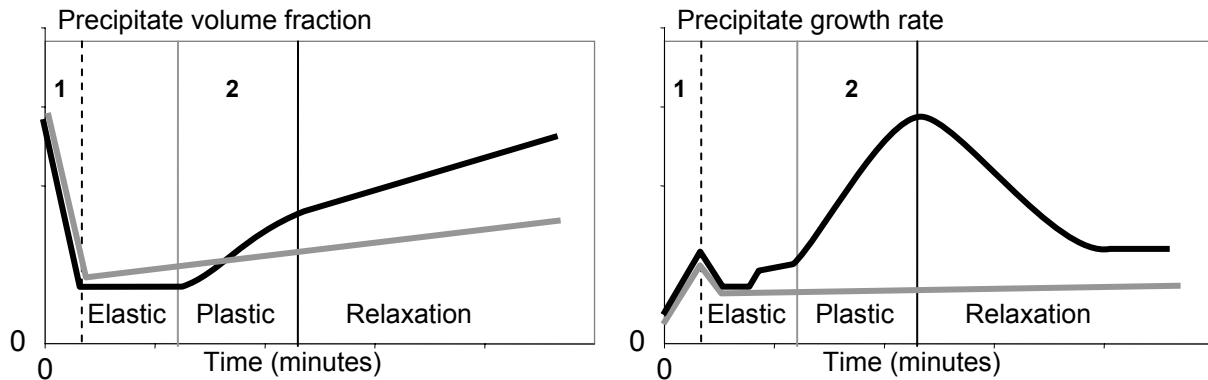 Precipitate volume fraction
1
2
Elastic
Plastic
Relaxation
0
0
Time (minutes)
Precipitate growth rate
1
2
Elastic
Plastic
Relaxation
0
0
Time (minutes)